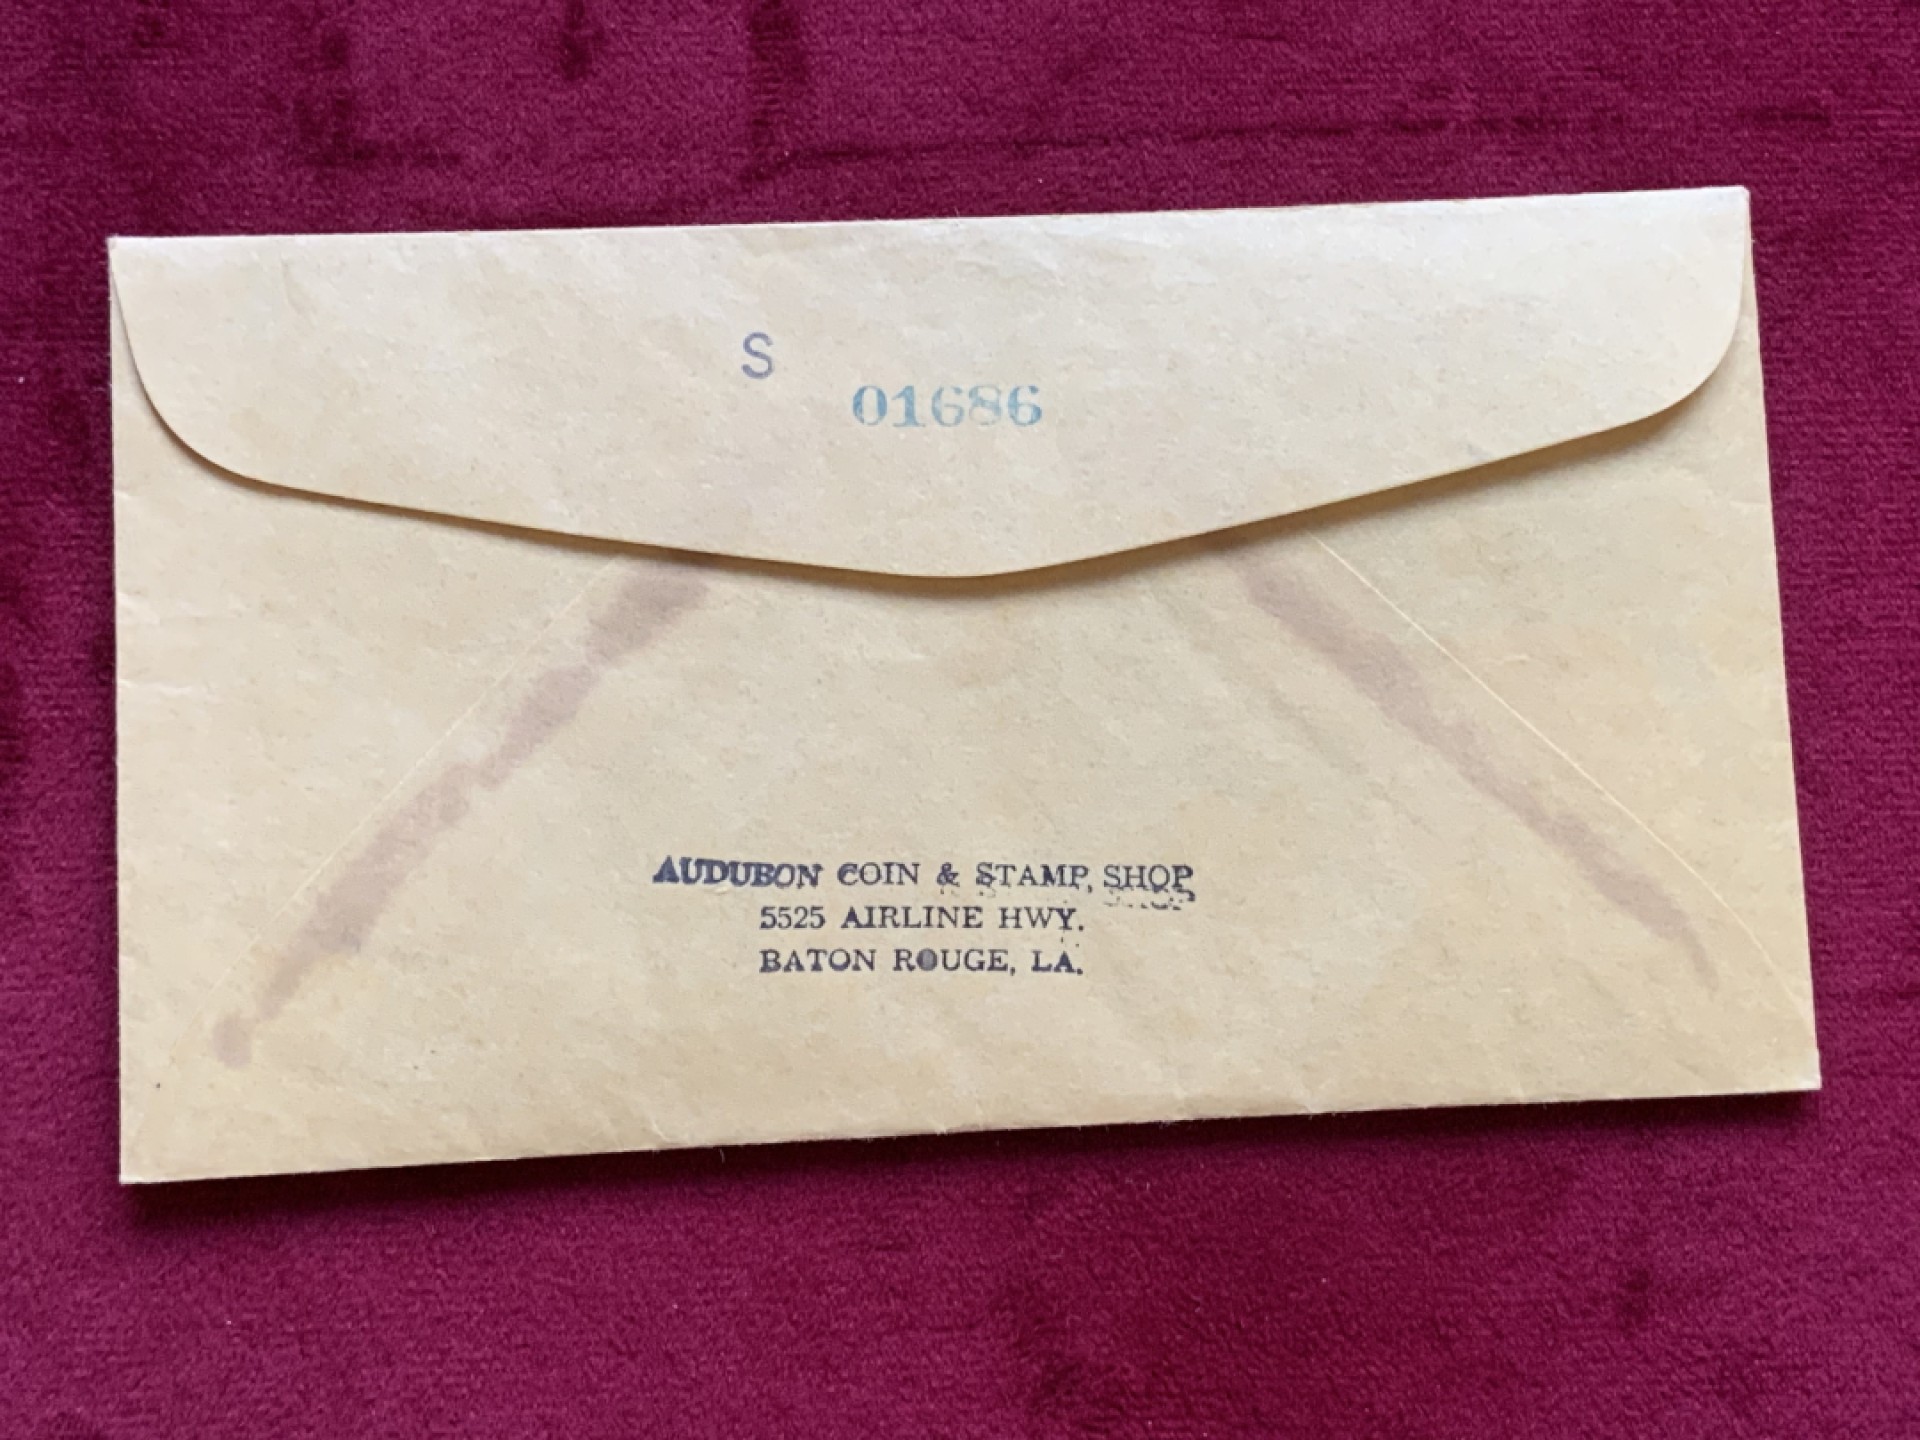 S
01686
AUDUBON COIN & STAMP SHOP
5525 AIRLINE HWY.
BATON ROUGE, LA.